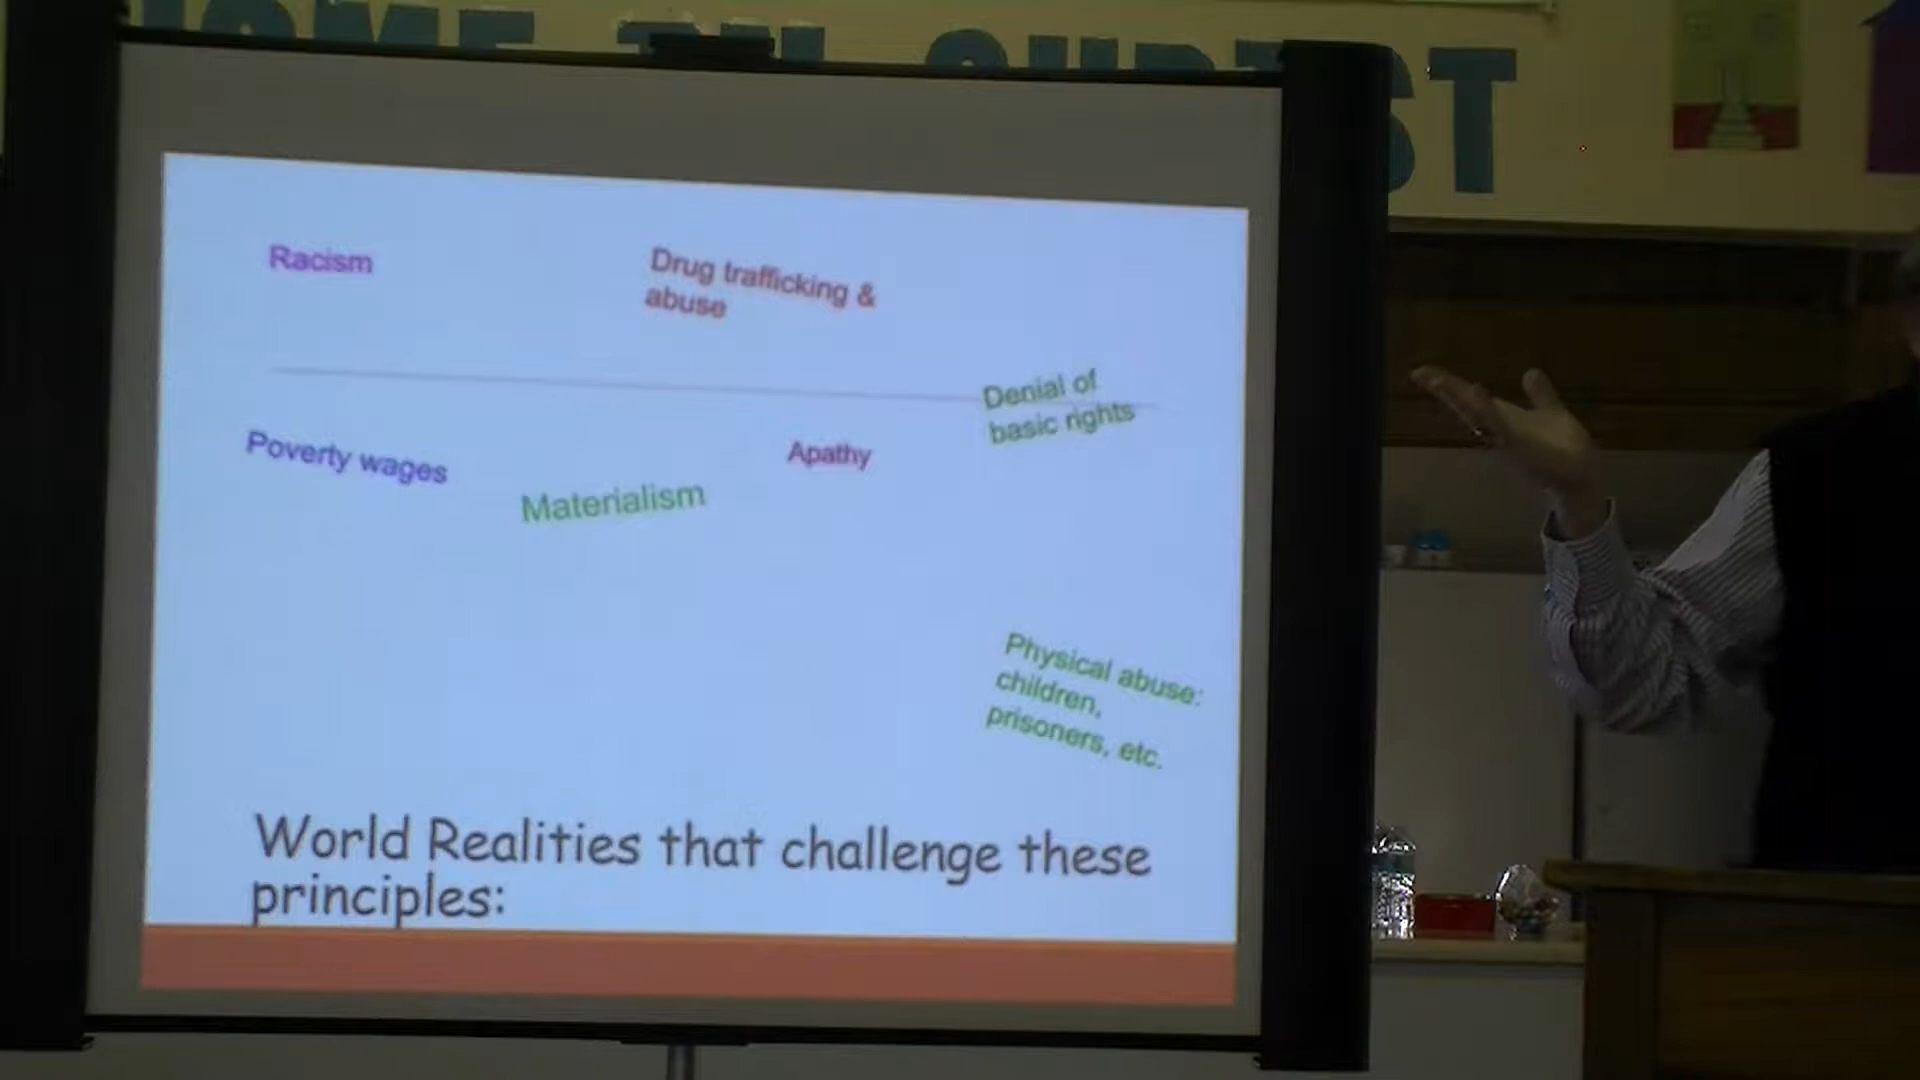 Racism
Drug trafficking &
abuse
Denial of
basic rights
Poverty wages
Apathy
Materialism
Physical abuse:
children,
prisoners, etc.
World Realities that challenge these
principles: